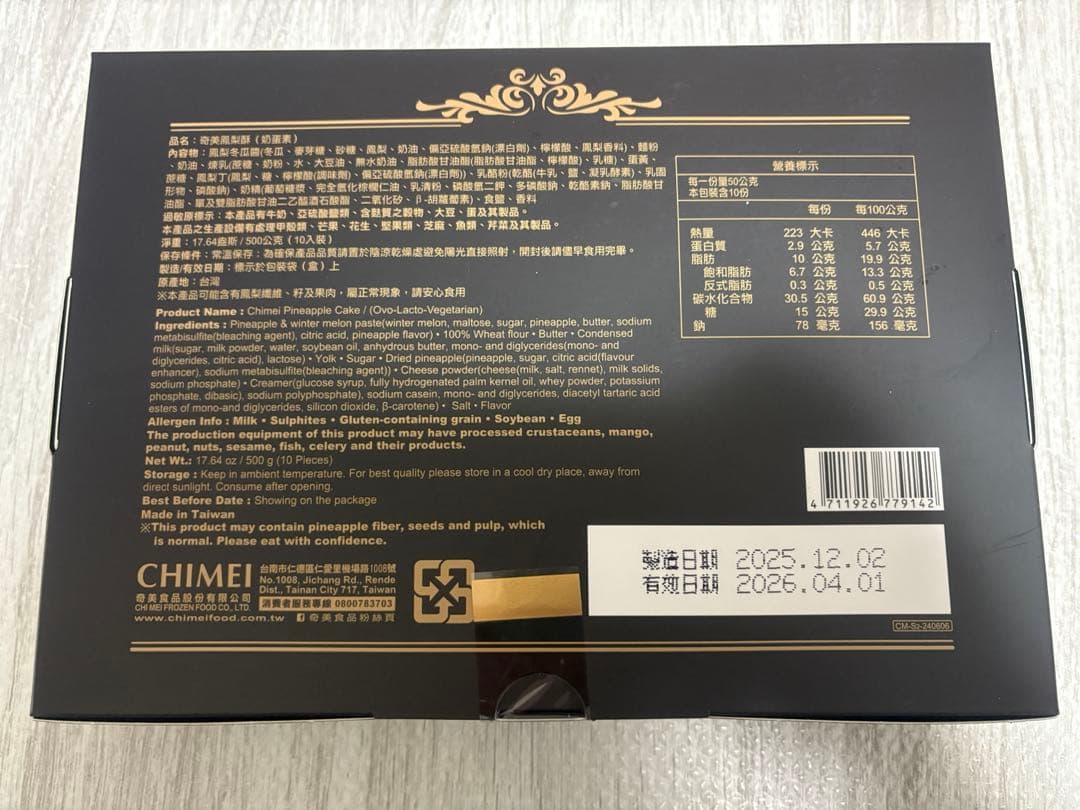 品名：奇美鳳梨酥（奶蛋素）
內容物：鳳梨冬瓜醬(冬瓜、麥芽糖、砂糖、鳳梨、奶油、偏亞硫酸氫鈉(漂白劑)、檸檬酸、鳳梨香料)、麵粉
、奶油、煉乳(蔗糖、奶粉、水、大豆油、無水奶油、脂肪酸甘油酯(脂肪酸甘油酯、檸檬酸)、乳糖)、蛋黃、
蔗糖、鳳梨丁(鳳梨、糖、檸檬酸(調味劑)、偏亞硫酸氫鈉(漂白劑))、乳酪粉(乾酪(牛乳、鹽、凝乳酵素)、乳固
形物、磷酸鈉)、奶精(葡萄糖漿、完全氫化棕櫚仁油、乳清粉、磷酸氫二鉀、多磷酸鈉、乾酪素鈉、脂肪酸甘
油酯、單及雙脂肪酸甘油二乙醯酒石酸酯、二氧化矽、β-胡蘿蔔素)、食鹽、香料
過敏原標示：本產品有牛奶、亞硫酸鹽類、含麩質之穀物、大豆、蛋及其製品。
本產品之生產設備有處理甲殼類、芒果、花生、堅果類、芝麻、魚類、芹菜及其製品。
淨重：17.64盎斯/500公克（10入裝）
保存條件：常溫保存：為確保產品品質請置於陰涼乾燥處避免陽光直接照射，開封後請儘早食用完畢。
製造/有效日期：標示於包裝袋（盒）上
原產地：台灣
※本產品可能含有鳳梨纖維、籽及果肉，屬正常現象，請安心食用
Product Name : Chimei Pineapple Cake / (Ovo-Lacto-Vegetarian)
Ingredients : Pineapple & winter melon paste(winter melon, maltose, sugar, pineapple, butter, sodium
metabisulfite(bleaching agent), citric acid, pineapple flavor) • 100% Wheat flour • Butter • Condensed
milk(sugar, milk powder, water, soybean oil, anhydrous butter, mono- and diglycerides(mono- and
diglycerides, citric acid), lactose) • Yolk • Sugar • Dried pineapple(pineapple, sugar, citric acid(flavour
enhancer), sodium metabisulfite(bleaching agent)) • Cheese powder(cheese(milk, salt, rennet), milk solids,
sodium phosphate) • Creamer(glucose syrup, fully hydrogenated palm kernel oil, whey powder, potassium
phosphate, dibasic), sodium polyphosphate), sodium casein, mono- and diglycerides, diacetyl tartaric acid
esters of mono-and diglycerides, silicon dioxide, β-carotene) • Salt • Flavor
Allergen Info : Milk • Sulphites • Gluten-containing grain • Soybean • Egg
The production equipment of this product may have processed crustaceans, mango,
peanut, nuts, sesame, fish, celery and their products.
Net Wt.: 17.64 oz / 500 g (10 Pieces)
Storage : Keep in ambient temperature. For best quality please store in a cool dry place, away from
direct sunlight. Consume after opening.
Best Before Date : Showing on the package
Made in Taiwan
※This product may contain pineapple fiber, seeds and pulp, which
is normal. Please eat with confidence.
CHIMEI
奇美食品股份有限公司
CHI MEI FROZEN FOOD CO., LTD.
www.chimeifood.com.tw
台南市仁德區仁愛里機場路1008號
No.1008, Jichang Rd., Rende
Dist., Tainan City 717, Taiwan
消費者服務專線 0800783703
f 奇美食品粉絲頁
營養標示
每一份量50公克
本包裝含10份
每份 每100公克
熱量 223 大卡 446 大卡
蛋白質 2.9 公克 5.7 公克
脂肪 10 公克 19.9 公克
飽和脂肪 6.7 公克 13.3 公克
反式脂肪 0.3 公克 0.5 公克
碳水化合物 30.5 公克 60.9 公克
糖 15 公克 29.9 公克
鈉 78 毫克 156 毫克
4 711926 779142
製造日期 2025.12.02
有效日期 2026.04.01
CM-S2-240606